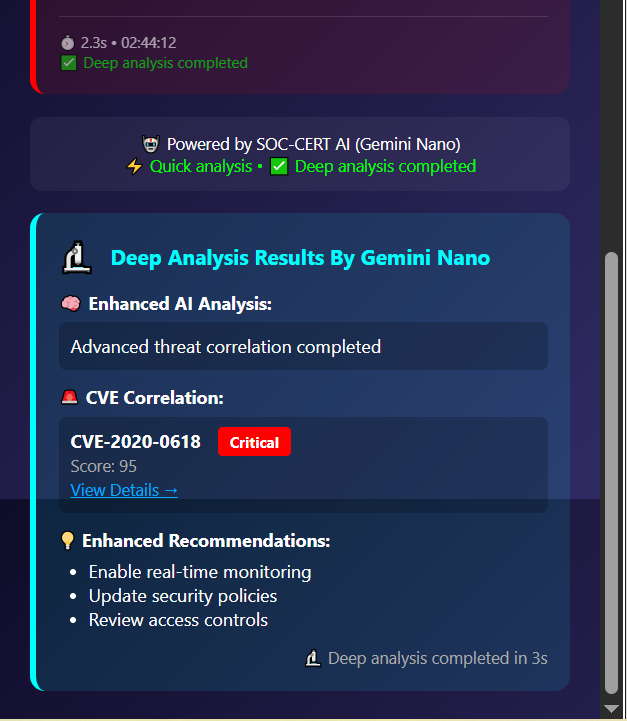 2.3s • 02:44:12
Deep analysis completed
Powered by SOC-CERT AI (Gemini Nano)
Quick analysis • Deep analysis completed
Deep Analysis Results By Gemini Nano
Enhanced AI Analysis:
Advanced threat correlation completed
CVE Correlation:
CVE-2020-0618 Critical
Score: 95
View Details →
Enhanced Recommendations:
• Enable real-time monitoring
• Update security policies
• Review access controls
Deep analysis completed in 3s